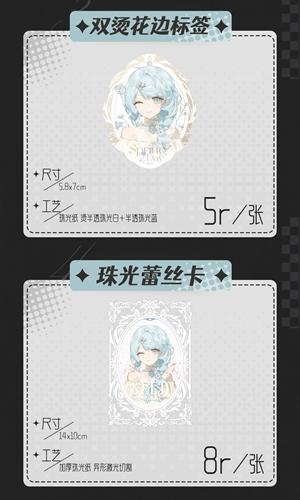 双烫花边标签
尺寸
5.8x7cm
工艺
珠光纸 烫半透珠光白+半透珠光蓝
5r/张
珠光蕾丝卡
尺寸
14x10cm
工艺
加厚珠光纸 异形激光切割
8r/张